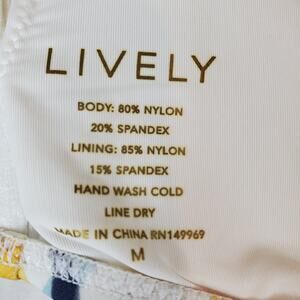 LIVELY
BODY: 80% NYLON
20% SPANDEX
LINING: 85% NYLON
15% SPANDEX
HAND WASH COLD
LINE DRY
MADE IN CHINA RN149969
M